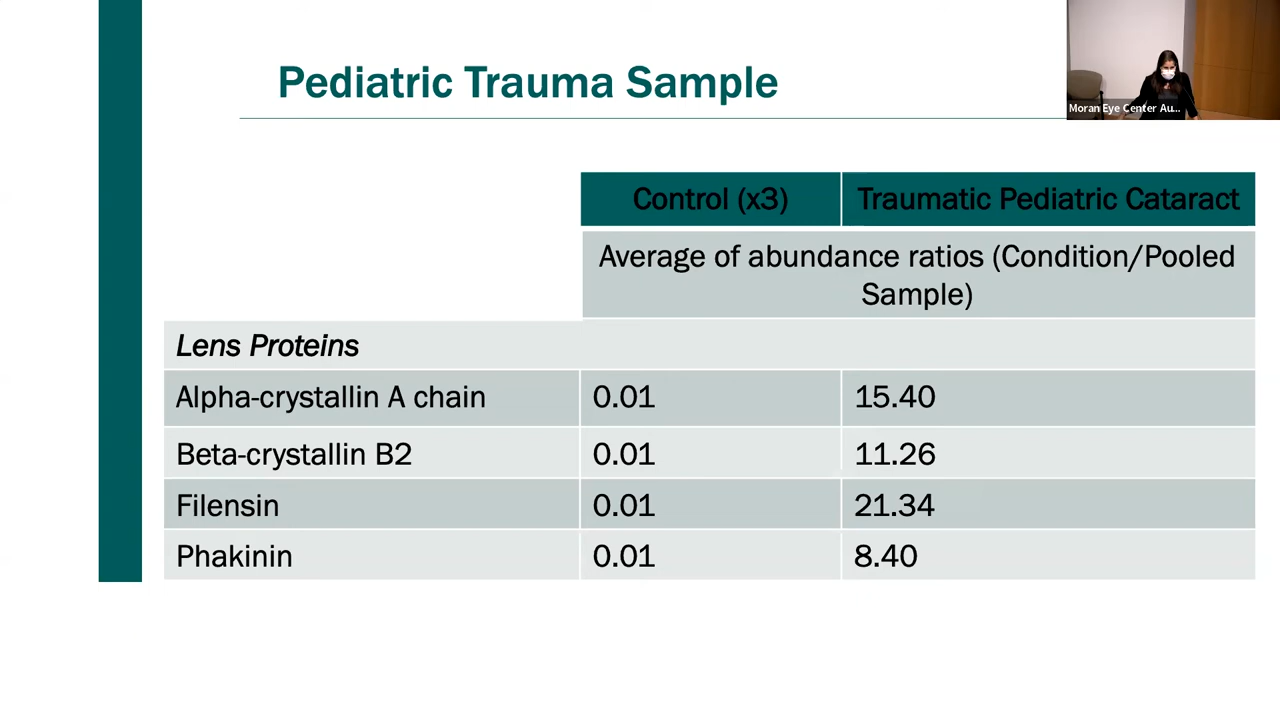 Pediatric Trauma Sample
Moran Eye Center Au...
Control (x3) Traumatic Pediatric Cataract
Average of abundance ratios (Condition/Pooled
Sample)
Lens Proteins
Alpha-crystallin A chain 0.01 15.40
Beta-crystallin B2 0.01 11.26
Filensin 0.01 21.34
Phakinin 0.01 8.40